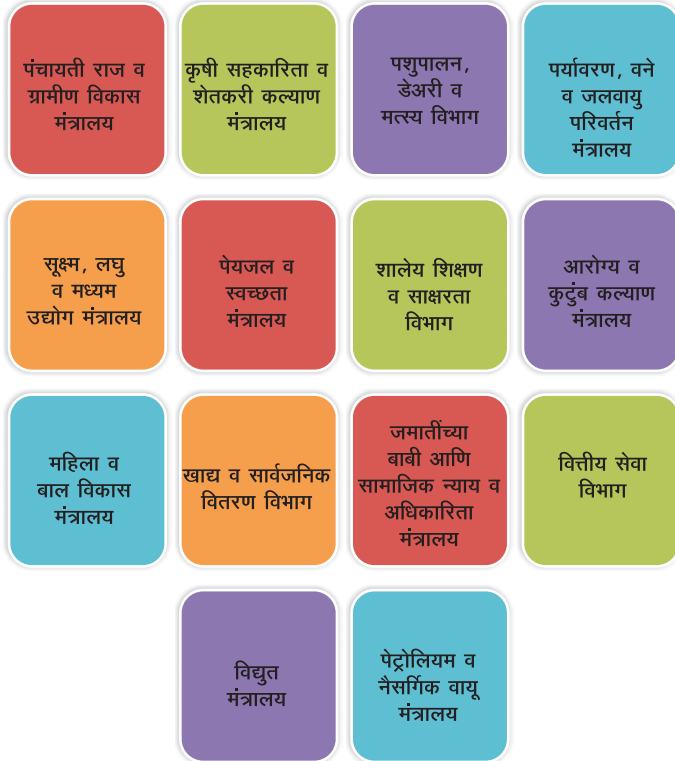 पंचायती राज व
ग्रामीण विकास
मंत्रालय
कृषी सहकारिता व
शेतकरी कल्याण
मंत्रालय
पशुपालन,
डेअरी व
मत्स्य विभाग
पर्यावरण, वने
व जलवायु
परिवर्तन
मंत्रालय
सूक्ष्म, लघु
व मध्यम
उद्योग मंत्रालय
पेयजल व
स्वच्छता
मंत्रालय
शालेय शिक्षण
व साक्षरता
विभाग
आरोग्य व
कुटुंब कल्याण
मंत्रालय
महिला व
बाल विकास
मंत्रालय
खाद्य व सार्वजनिक
वितरण विभाग
जमातींच्या
बाबी आणि
सामाजिक न्याय व
अधिकारिता
मंत्रालय
वित्तीय सेवा
विभाग
विद्युत
मंत्रालय
पेट्रोलियम व
नैसर्गिक वायू
मंत्रालय